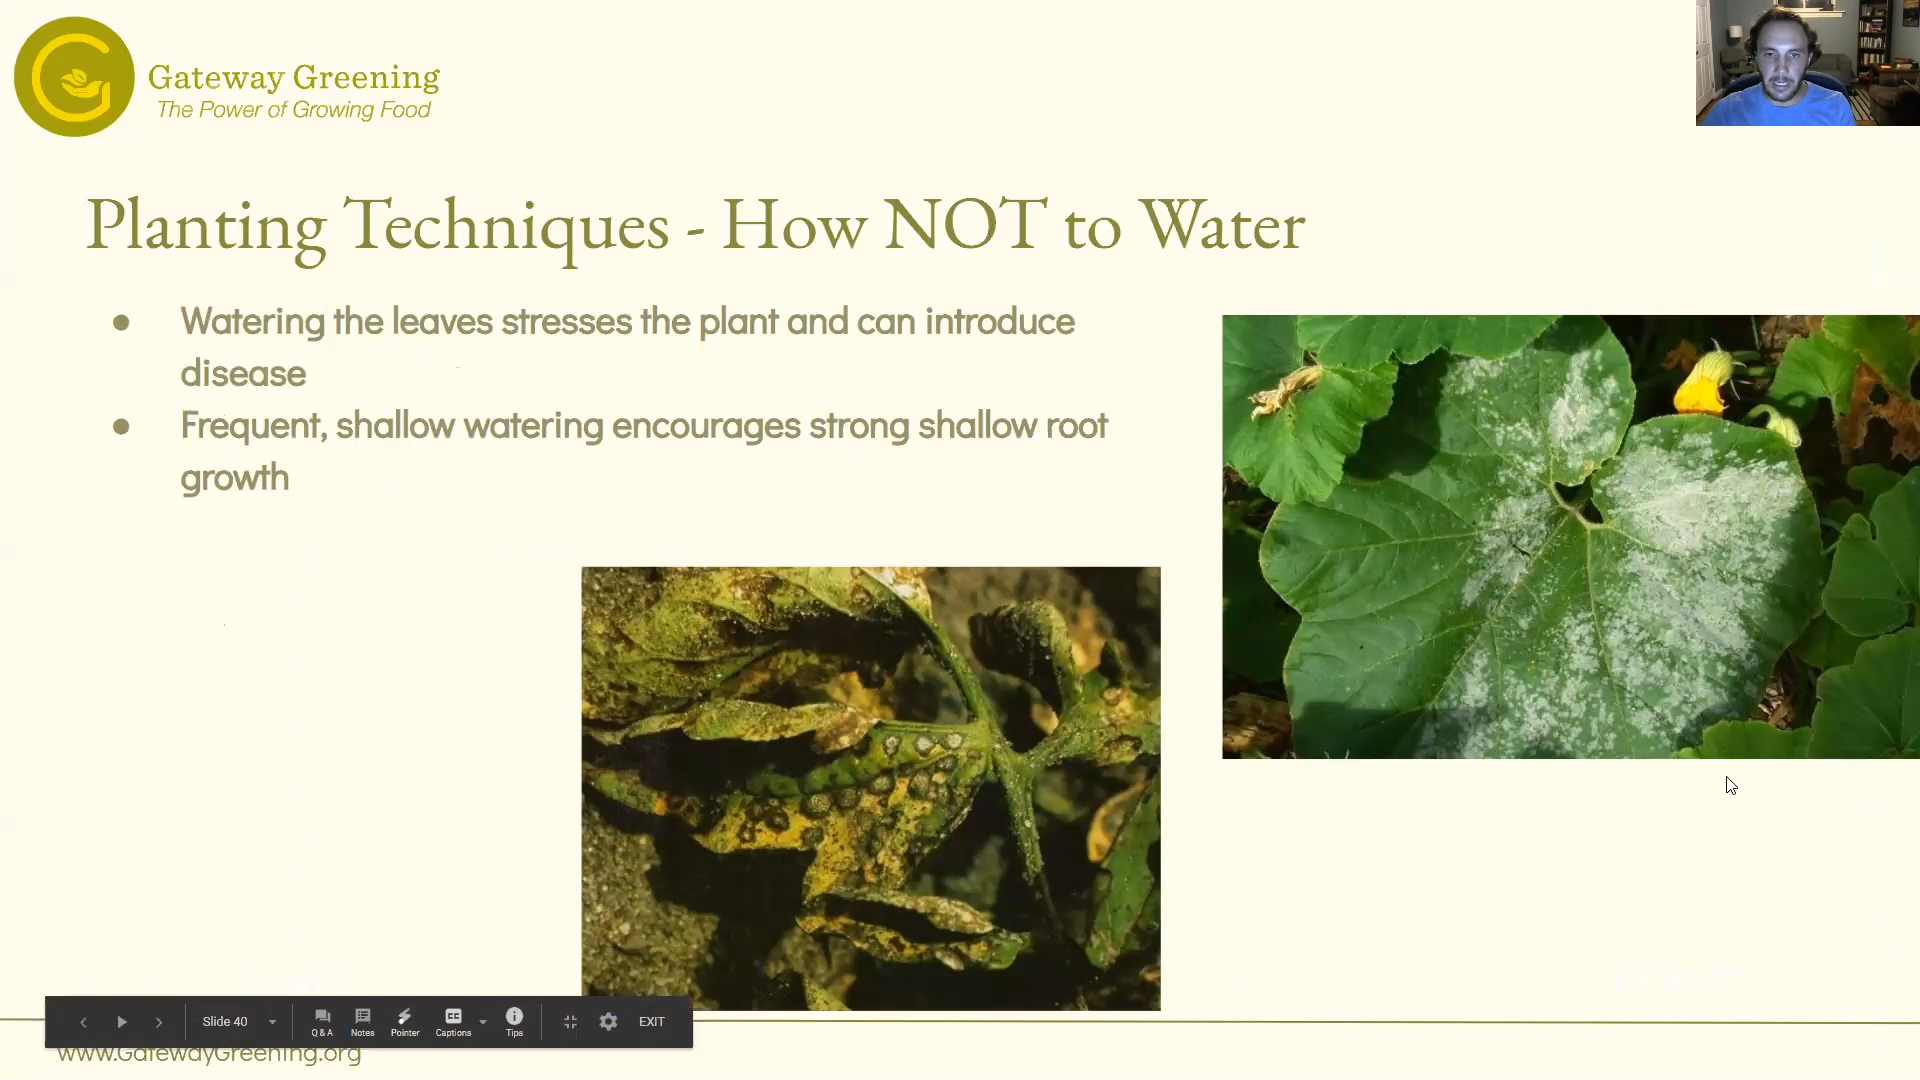 Gateway Greening
The Power of Growing Food
Planting Techniques - How NOT to Water
● Watering the leaves stresses the plant and can introduce
disease
● Frequent, shallow watering encourages strong shallow root
growth
Slide 40
Q & A
Notes
Pointer
CC
Captions
Tips
EXIT
www.GatewayGreening.org